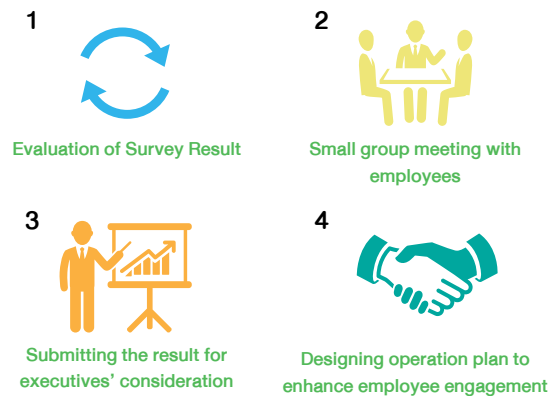 1
Evaluation of Survey Result
2
Small group meeting with
employees
3
Submitting the result for
executives’ consideration
4
Designing operation plan to
enhance employee engagement